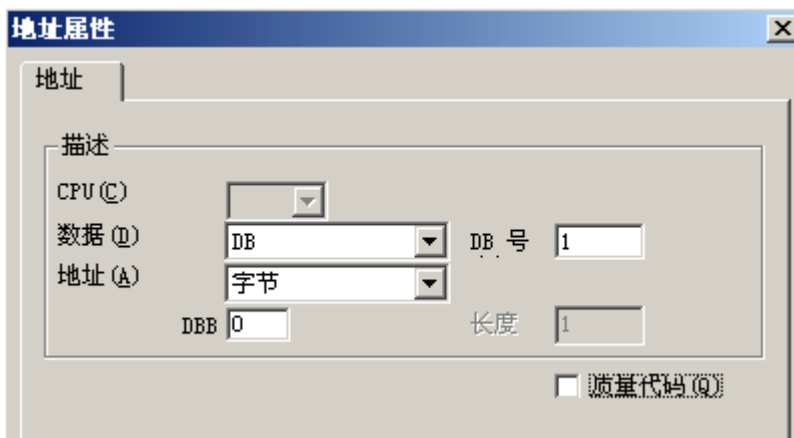 地址属性
地址
描述
CPU(C)
数据(D) DB DB 号 1
地址(A) 字节
DBB 0 长度 1
质量代码(Q)